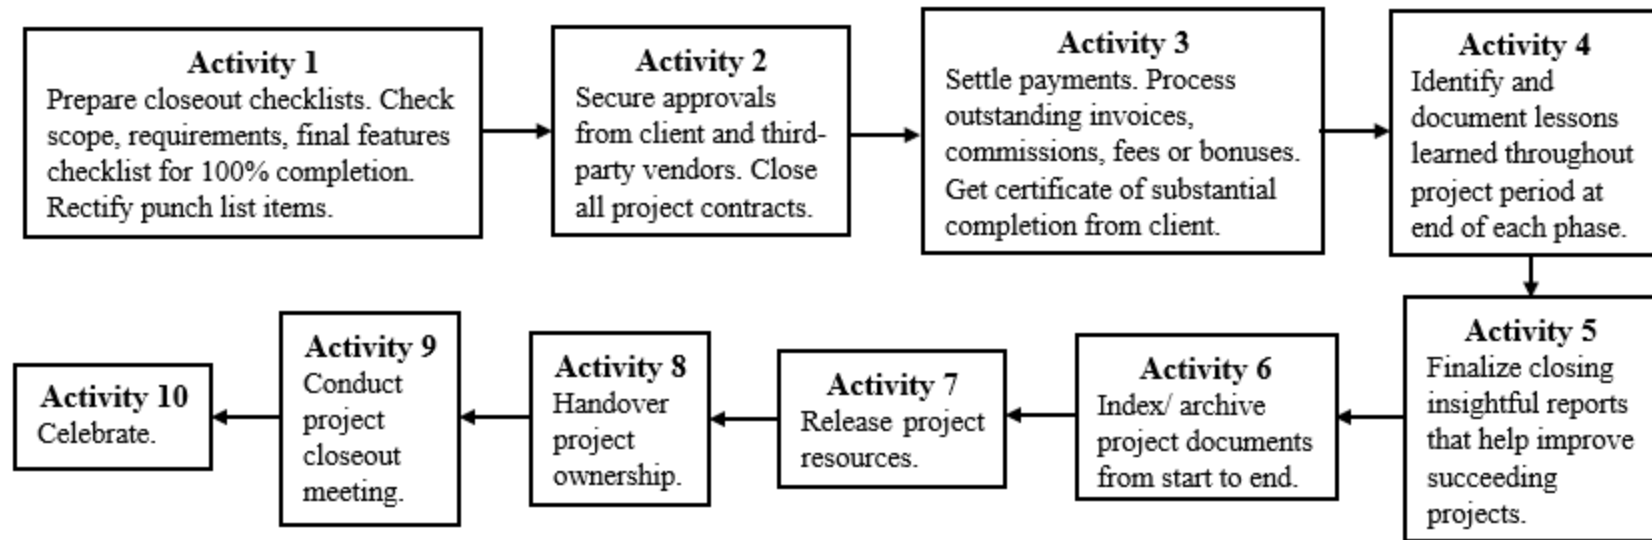 Activity 1
Prepare closeout checklists. Check
scope, requirements, final features
checklist for 100% completion.
Rectify punch list items.
Activity 2
Secure approvals
from client and third-
party vendors. Close
all project contracts.
Activity 3
Settle payments. Process
outstanding invoices,
commissions, fees or bonuses.
Get certificate of substantial
completion from client.
Activity 4
Identify and
document lessons
learned throughout
project period at
end of each phase.
Activity 5
Finalize closing
insightful reports
that help improve
succeeding
projects.
Activity 6
Index/ archive
project documents
from start to end.
Activity 7
Release project
resources.
Activity 8
Handover
project
ownership.
Activity 9
Conduct
project
closeout
meeting.
Activity 10
Celebrate.